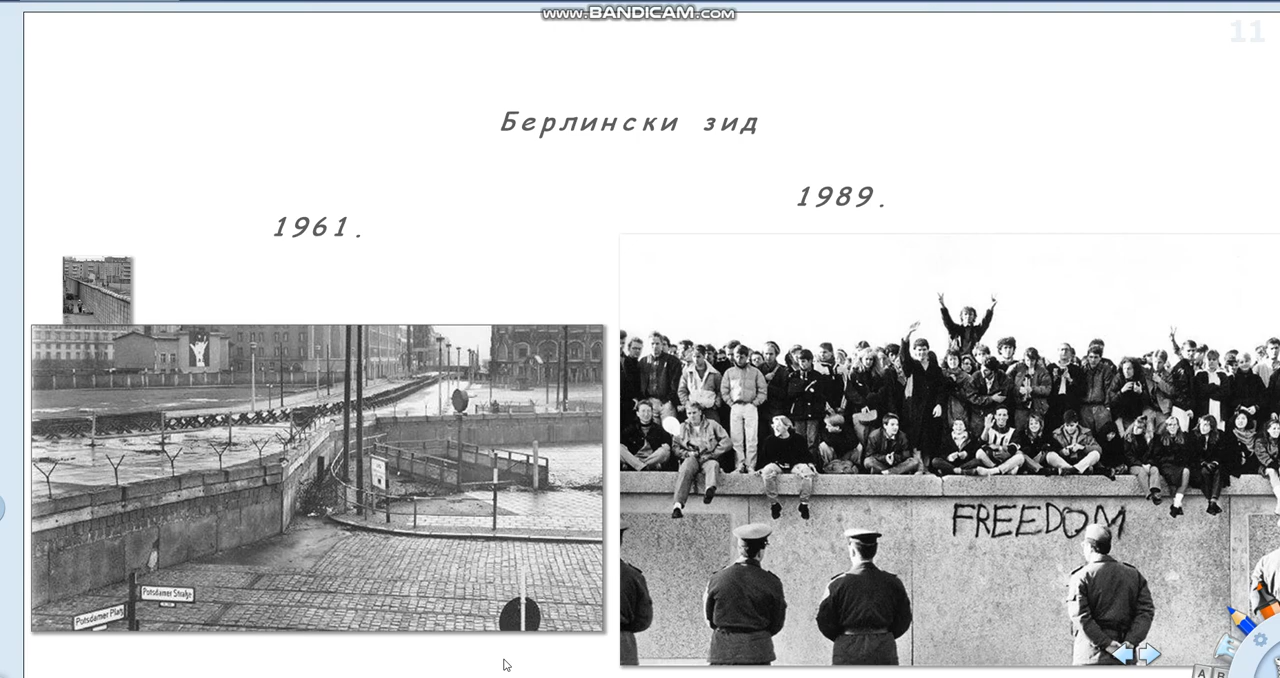 www.BANDICAM.com
11
Берлински зид
1989.
1961.
FREEDOM
Potsdamer Straße
Potsdamer Platz
A B